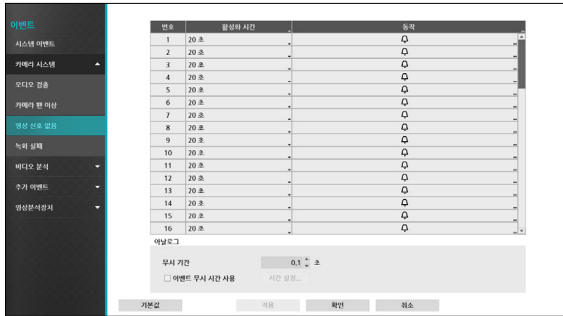 이벤트
시스템 이벤트
카메라 시스템
오디오 검출
카메라 팬 이상
영상 신호 없음
녹화 실패
비디오 분석
추가 이벤트
영상분석장치
번호 활성화 시간 동작
1 20 초
2 20 초
3 20 초
4 20 초
5 20 초
6 20 초
7 20 초
8 20 초
9 20 초
10 20 초
11 20 초
12 20 초
13 20 초
14 20 초
15 20 초
16 20 초
아날로그
무시 기간 0.1 초
이벤트 무시 시간 사용 시간 설정...
기본값 적용 확인 취소